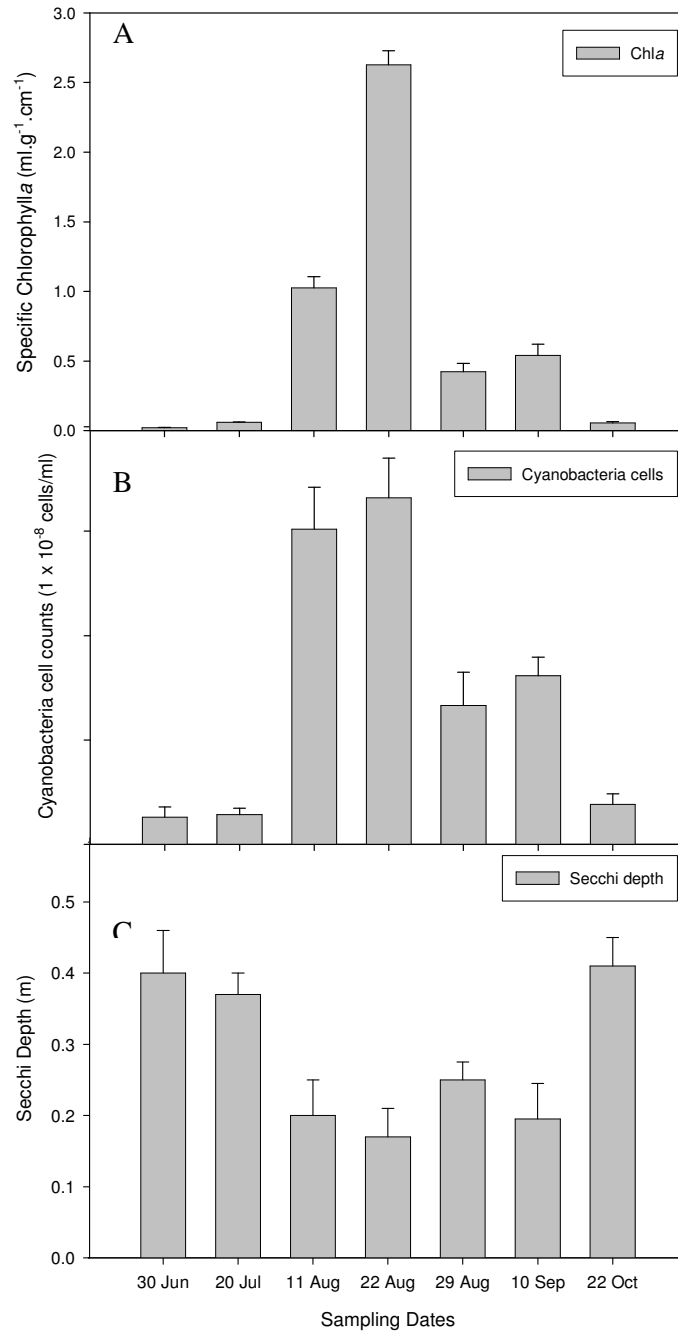 A
Chla
3.0
2.5
2.0
1.5
1.0
0.5
0.0
Specific Chlorophylla (ml.g⁻¹.cm⁻¹)
B
Cyanobacteria cells
Cyanobacteria cell counts (1 x 10⁻⁸ cells/ml)
C
Secchi depth
0.5
0.4
0.3
0.2
0.1
0.0
Secchi Depth (m)
30 Jun 20 Jul 11 Aug 22 Aug 29 Aug 10 Sep 22 Oct
Sampling Dates